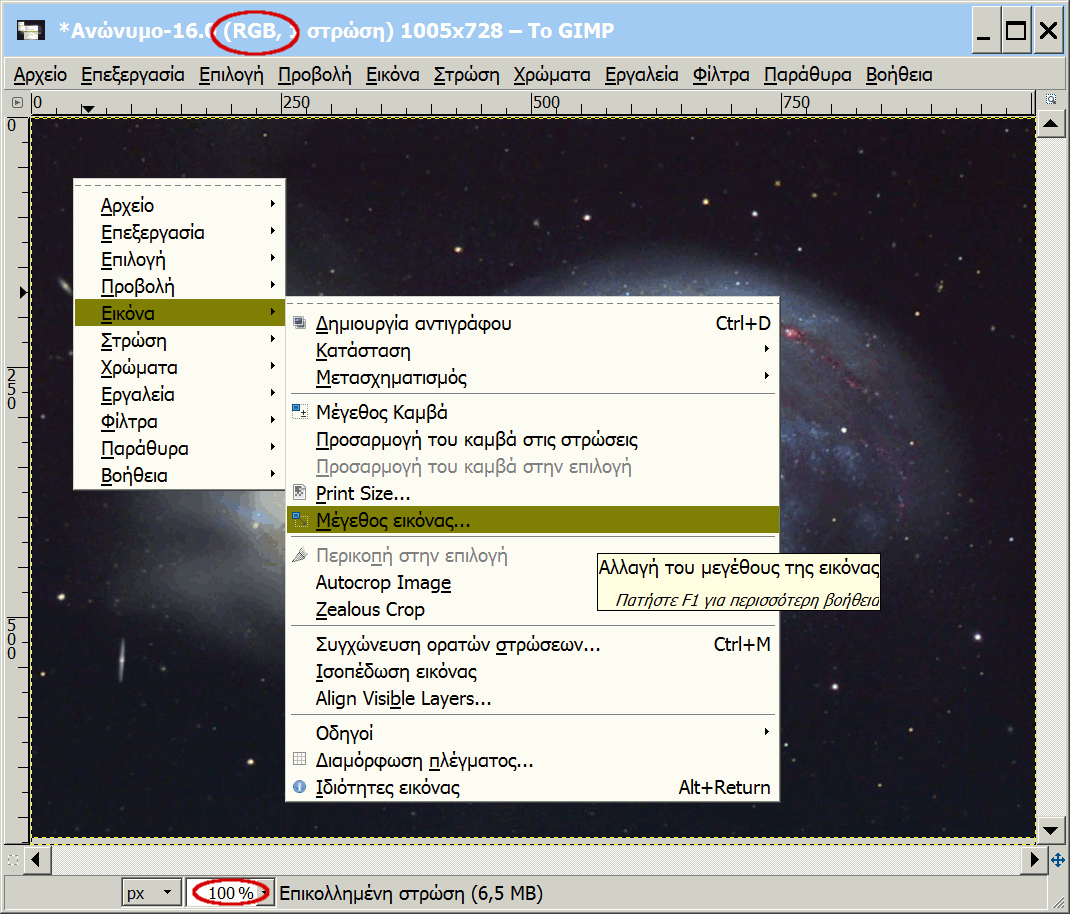 *Ανώνυμο-16.0 (RGB, στρώση) 1005x728 – Το GIMP
Αρχείο Επεξεργασία Επιλογή Προβολή Εικόνα Στρώση Χρώματα Εργαλεία Φίλτρα Παράθυρα Βοήθεια
0 250 500 750
0
250
500
Αρχείο
Επεξεργασία
Επιλογή
Προβολή
Εικόνα
Στρώση
Χρώματα
Εργαλεία
Φίλτρα
Παράθυρα
Βοήθεια
Δημιουργία αντιγράφου Ctrl+D
Κατάσταση
Μετασχηματισμός
Μέγεθος Καμβά
Προσαρμογή του καμβά στις στρώσεις
Προσαρμογή του καμβά στην επιλογή
Print Size...
Μέγεθος εικόνας...
Περικοπή στην επιλογή
Autocrop Image
Zealous Crop
Συγχώνευση ορατών στρώσεων... Ctrl+M
Ισοπέδωση εικόνας
Align Visible Layers...
Οδηγοί
Διαμόρφωση πλέγματος...
Ιδιότητες εικόνας Alt+Return
Αλλαγή του μεγέθους της εικόνας
Πατήστε F1 για περισσότερη βοήθεια
px 100 % Επικολλημένη στρώση (6,5 MB)